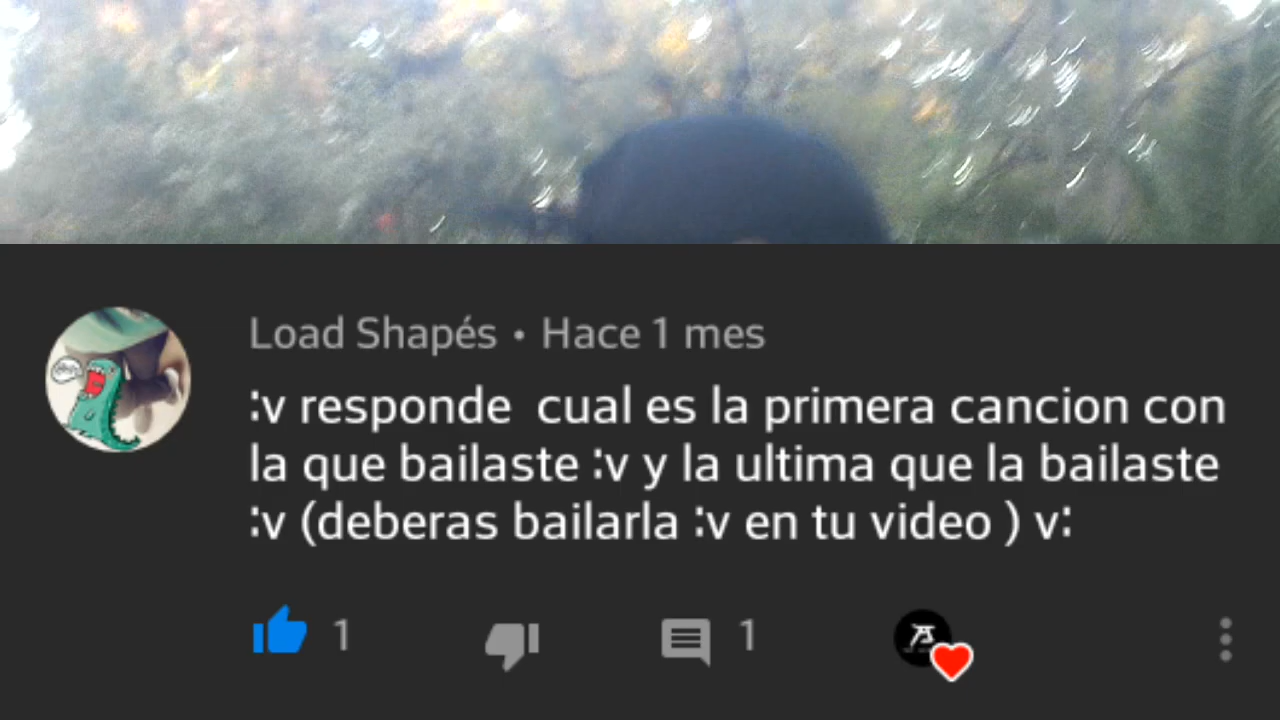 Load Shapés • Hace 1 mes
:v responde cual es la primera cancion con
la que bailaste :v y la ultima que la bailaste
:v (deberas bailarla :v en tu video ) v:
1 1